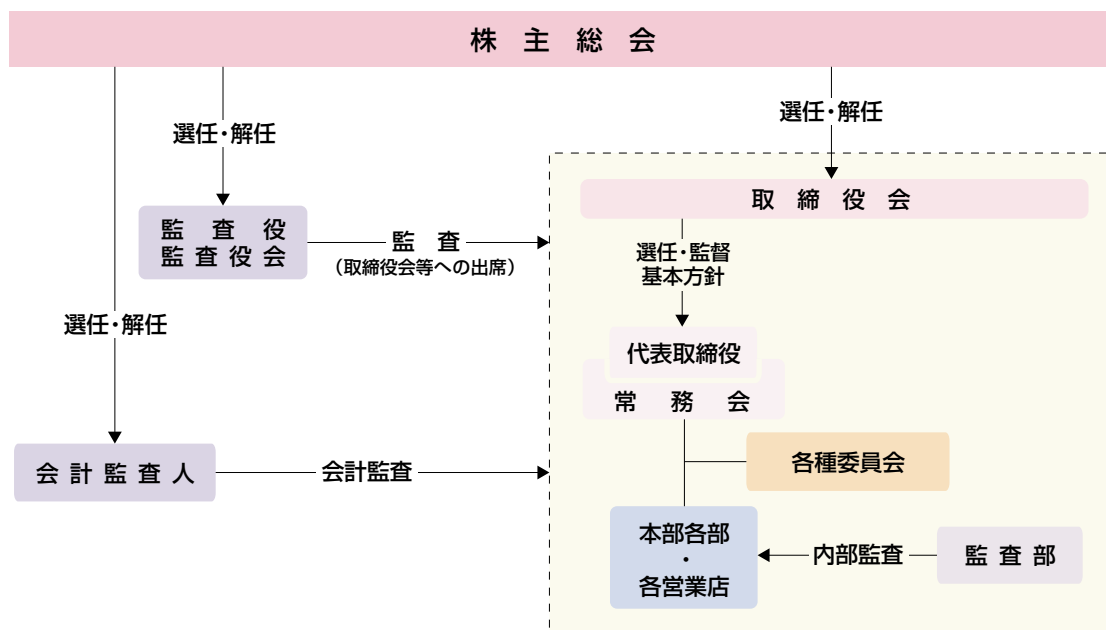 株主総会
選任・解任
選任・解任
選任・解任
取締役会
監査役
監査役会
監査
（取締役会等への出席）
選任・監督
基本方針
代表取締役
常務会
会計監査人
会計監査
各種委員会
本部各部
・
各営業店
内部監査
監査部